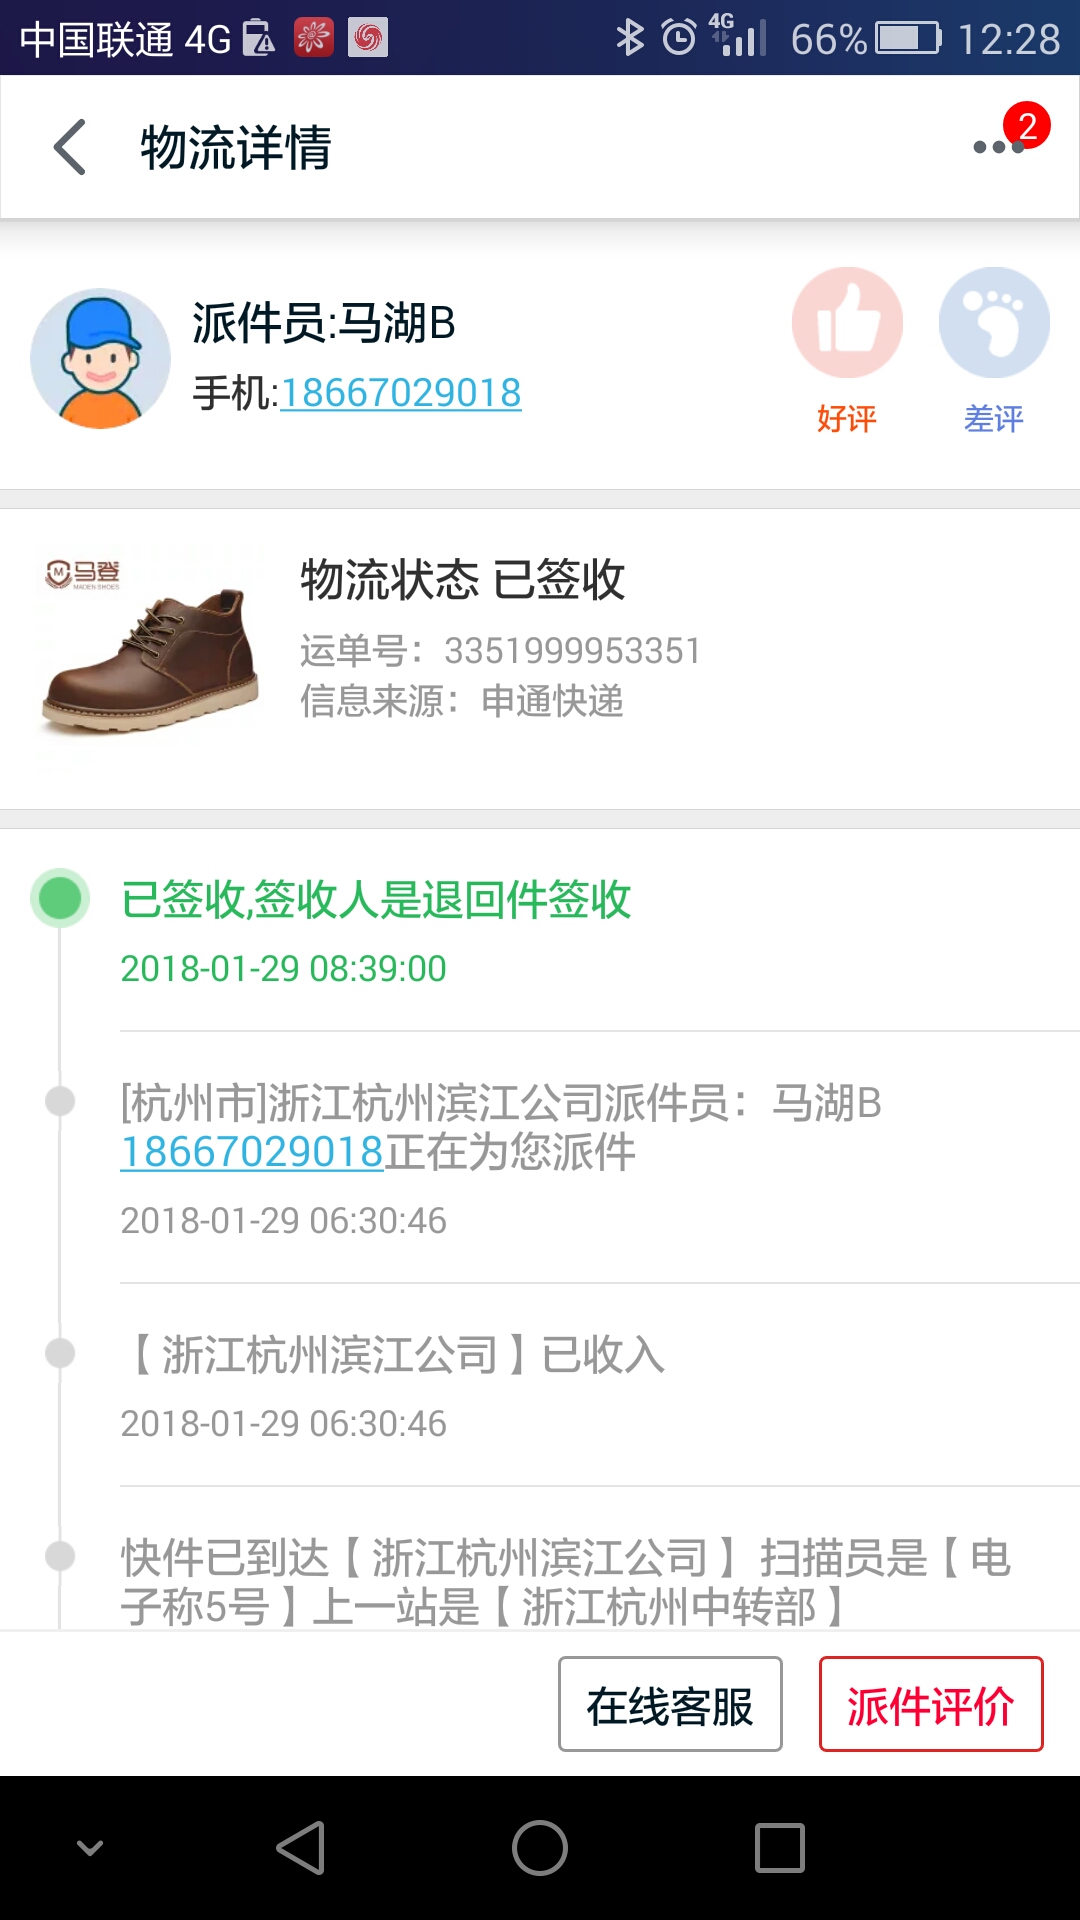 中国联通 4G
4G
66%
12:28
物流详情
2
派件员:马湖B
手机:18667029018
好评
差评
M 马登
MADEN SHOES
物流状态 已签收
运单号：3351999953351
信息来源：申通快递
已签收,签收人是退回件签收
2018-01-29 08:39:00
[杭州市]浙江杭州滨江公司派件员：马湖B
18667029018正在为您派件
2018-01-29 06:30:46
【浙江杭州滨江公司】已收入
2018-01-29 06:30:46
快件已到达【浙江杭州滨江公司】扫描员是【电
子称5号】上一站是【浙江杭州中转部】
在线客服
派件评价